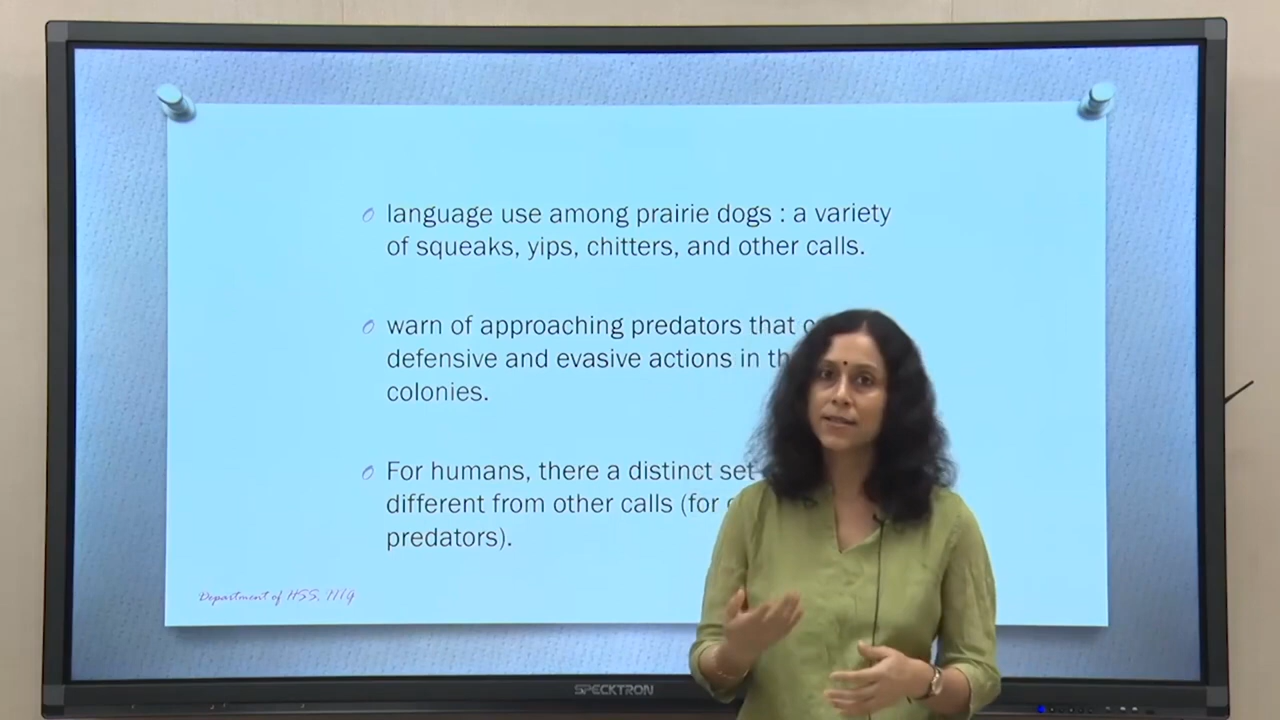 language use among prairie dogs : a variety
of squeaks, yips, chitters, and other calls.
warn of approaching predators that
defensive and evasive actions in
colonies.
For humans, there a distinct set
different from other calls (for
predators).
Department of HSS, IITG
SPECKTRON